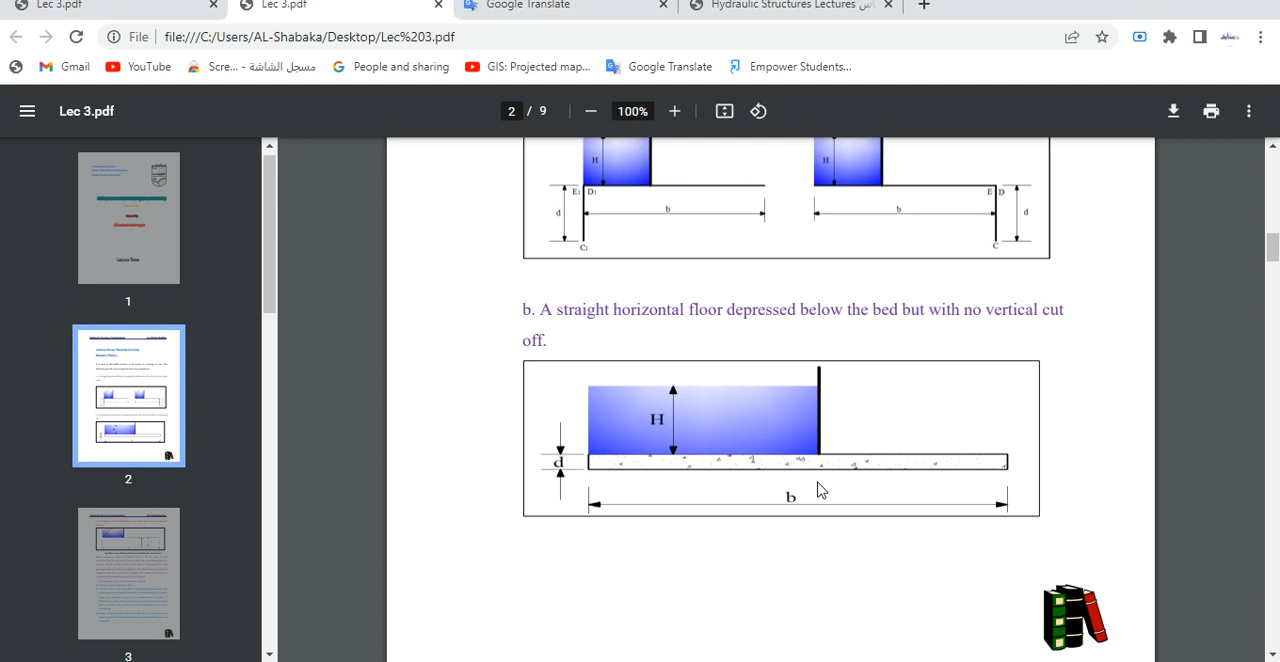 Lec 3.pdf
Lec 3.pdf
Google Translate
Hydraulic Structures Lectures
File file:///C:/Users/AL-Shabaka/Desktop/Lec%203.pdf
Gmail
YouTube
Scre... - مسجل الشاشة
People and sharing
GIS: Projected map...
Google Translate
Empower Students...
Lec 3.pdf
2 / 9
100%
1
2
3
H
H
E₁ D₁
E D
d
b
b
d
C₁
C
b. A straight horizontal floor depressed below the bed but with no vertical cut
off.
H
d
b